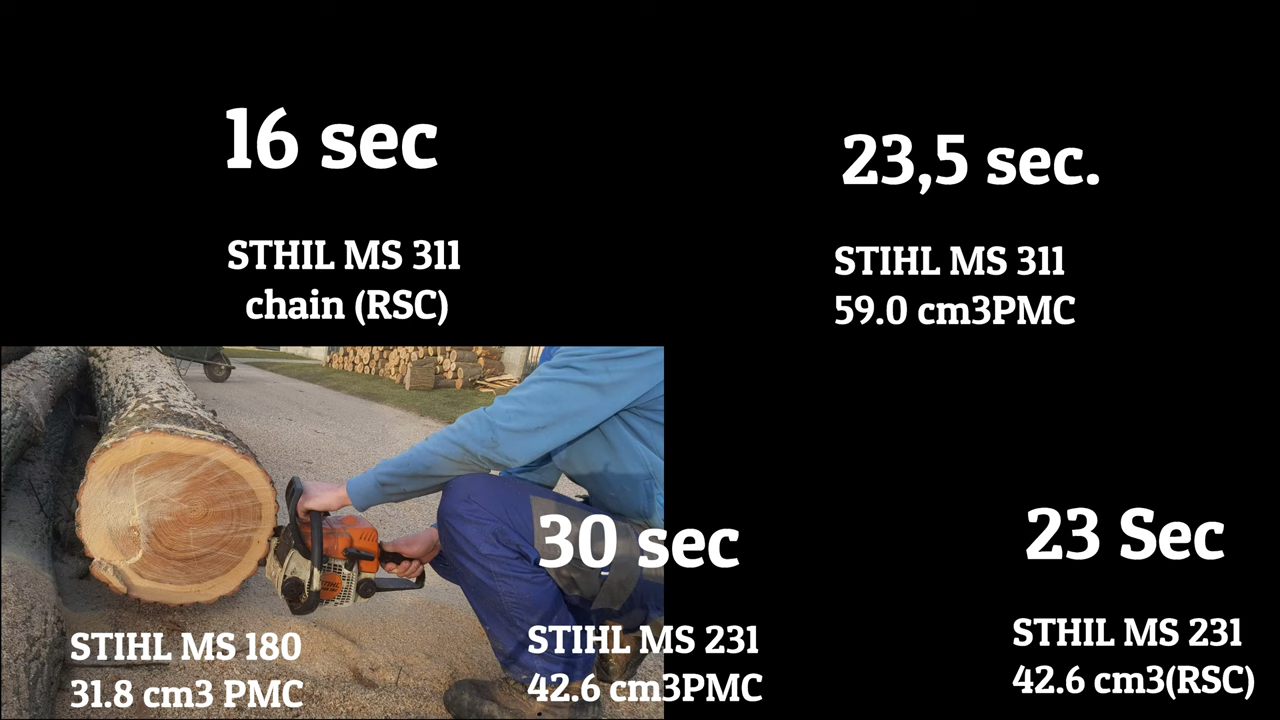 16 sec
STHIL MS 311
chain (RSC)
23,5 sec.
STIHL MS 311
59.0 cm3PMC
STIHL
STIHL MS 180
31.8 cm3 PMC
30 sec
STIHL MS 231
42.6 cm3PMC
23 Sec
STHIL MS 231
42.6 cm3(RSC)